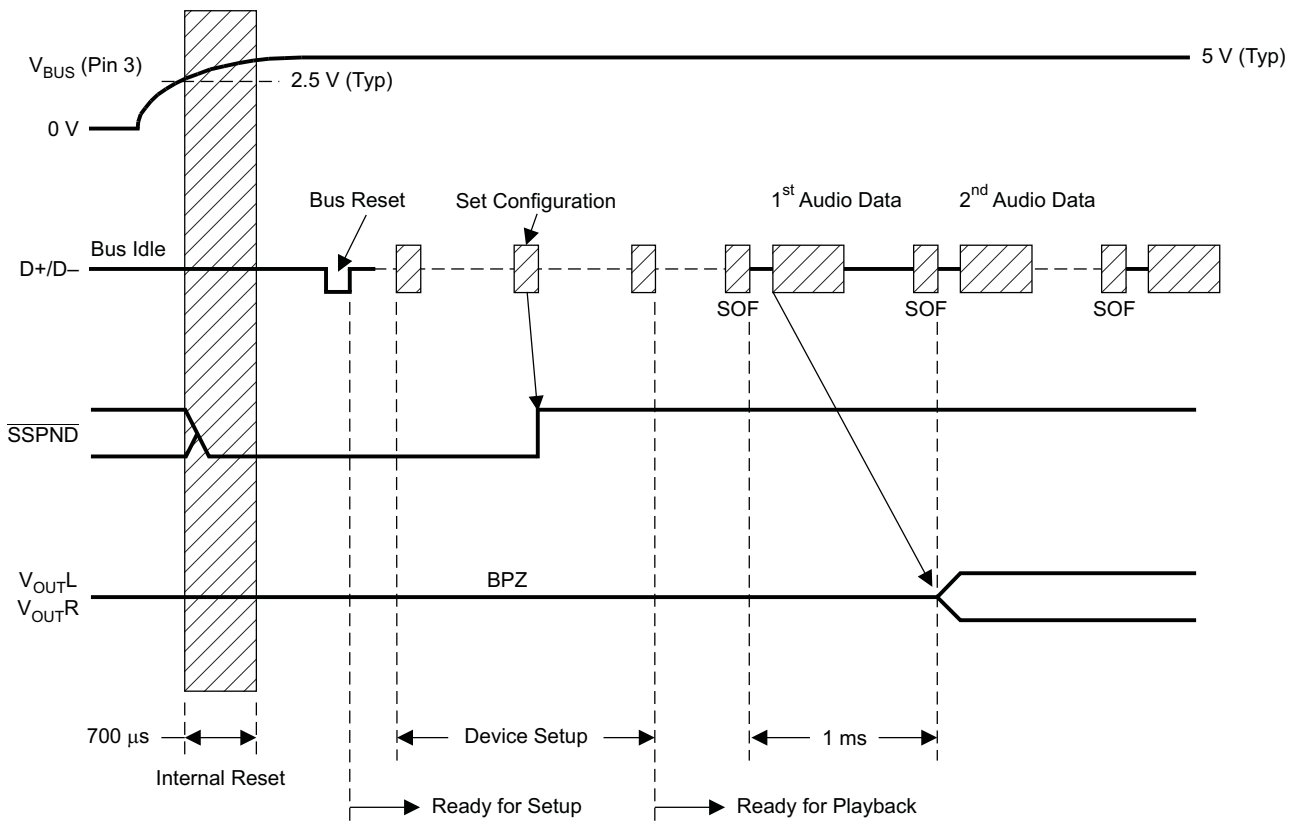 V_BUS (Pin 3)
5 V (Typ)
2.5 V (Typ)
0 V
Bus Reset
Set Configuration
1st Audio Data
2nd Audio Data
Bus Idle
D+/D–
SOF
SOF
SOF
SSPND
BPZ
V_OUTL
V_OUTR
700 μs
Device Setup
1 ms
Internal Reset
Ready for Setup
Ready for Playback